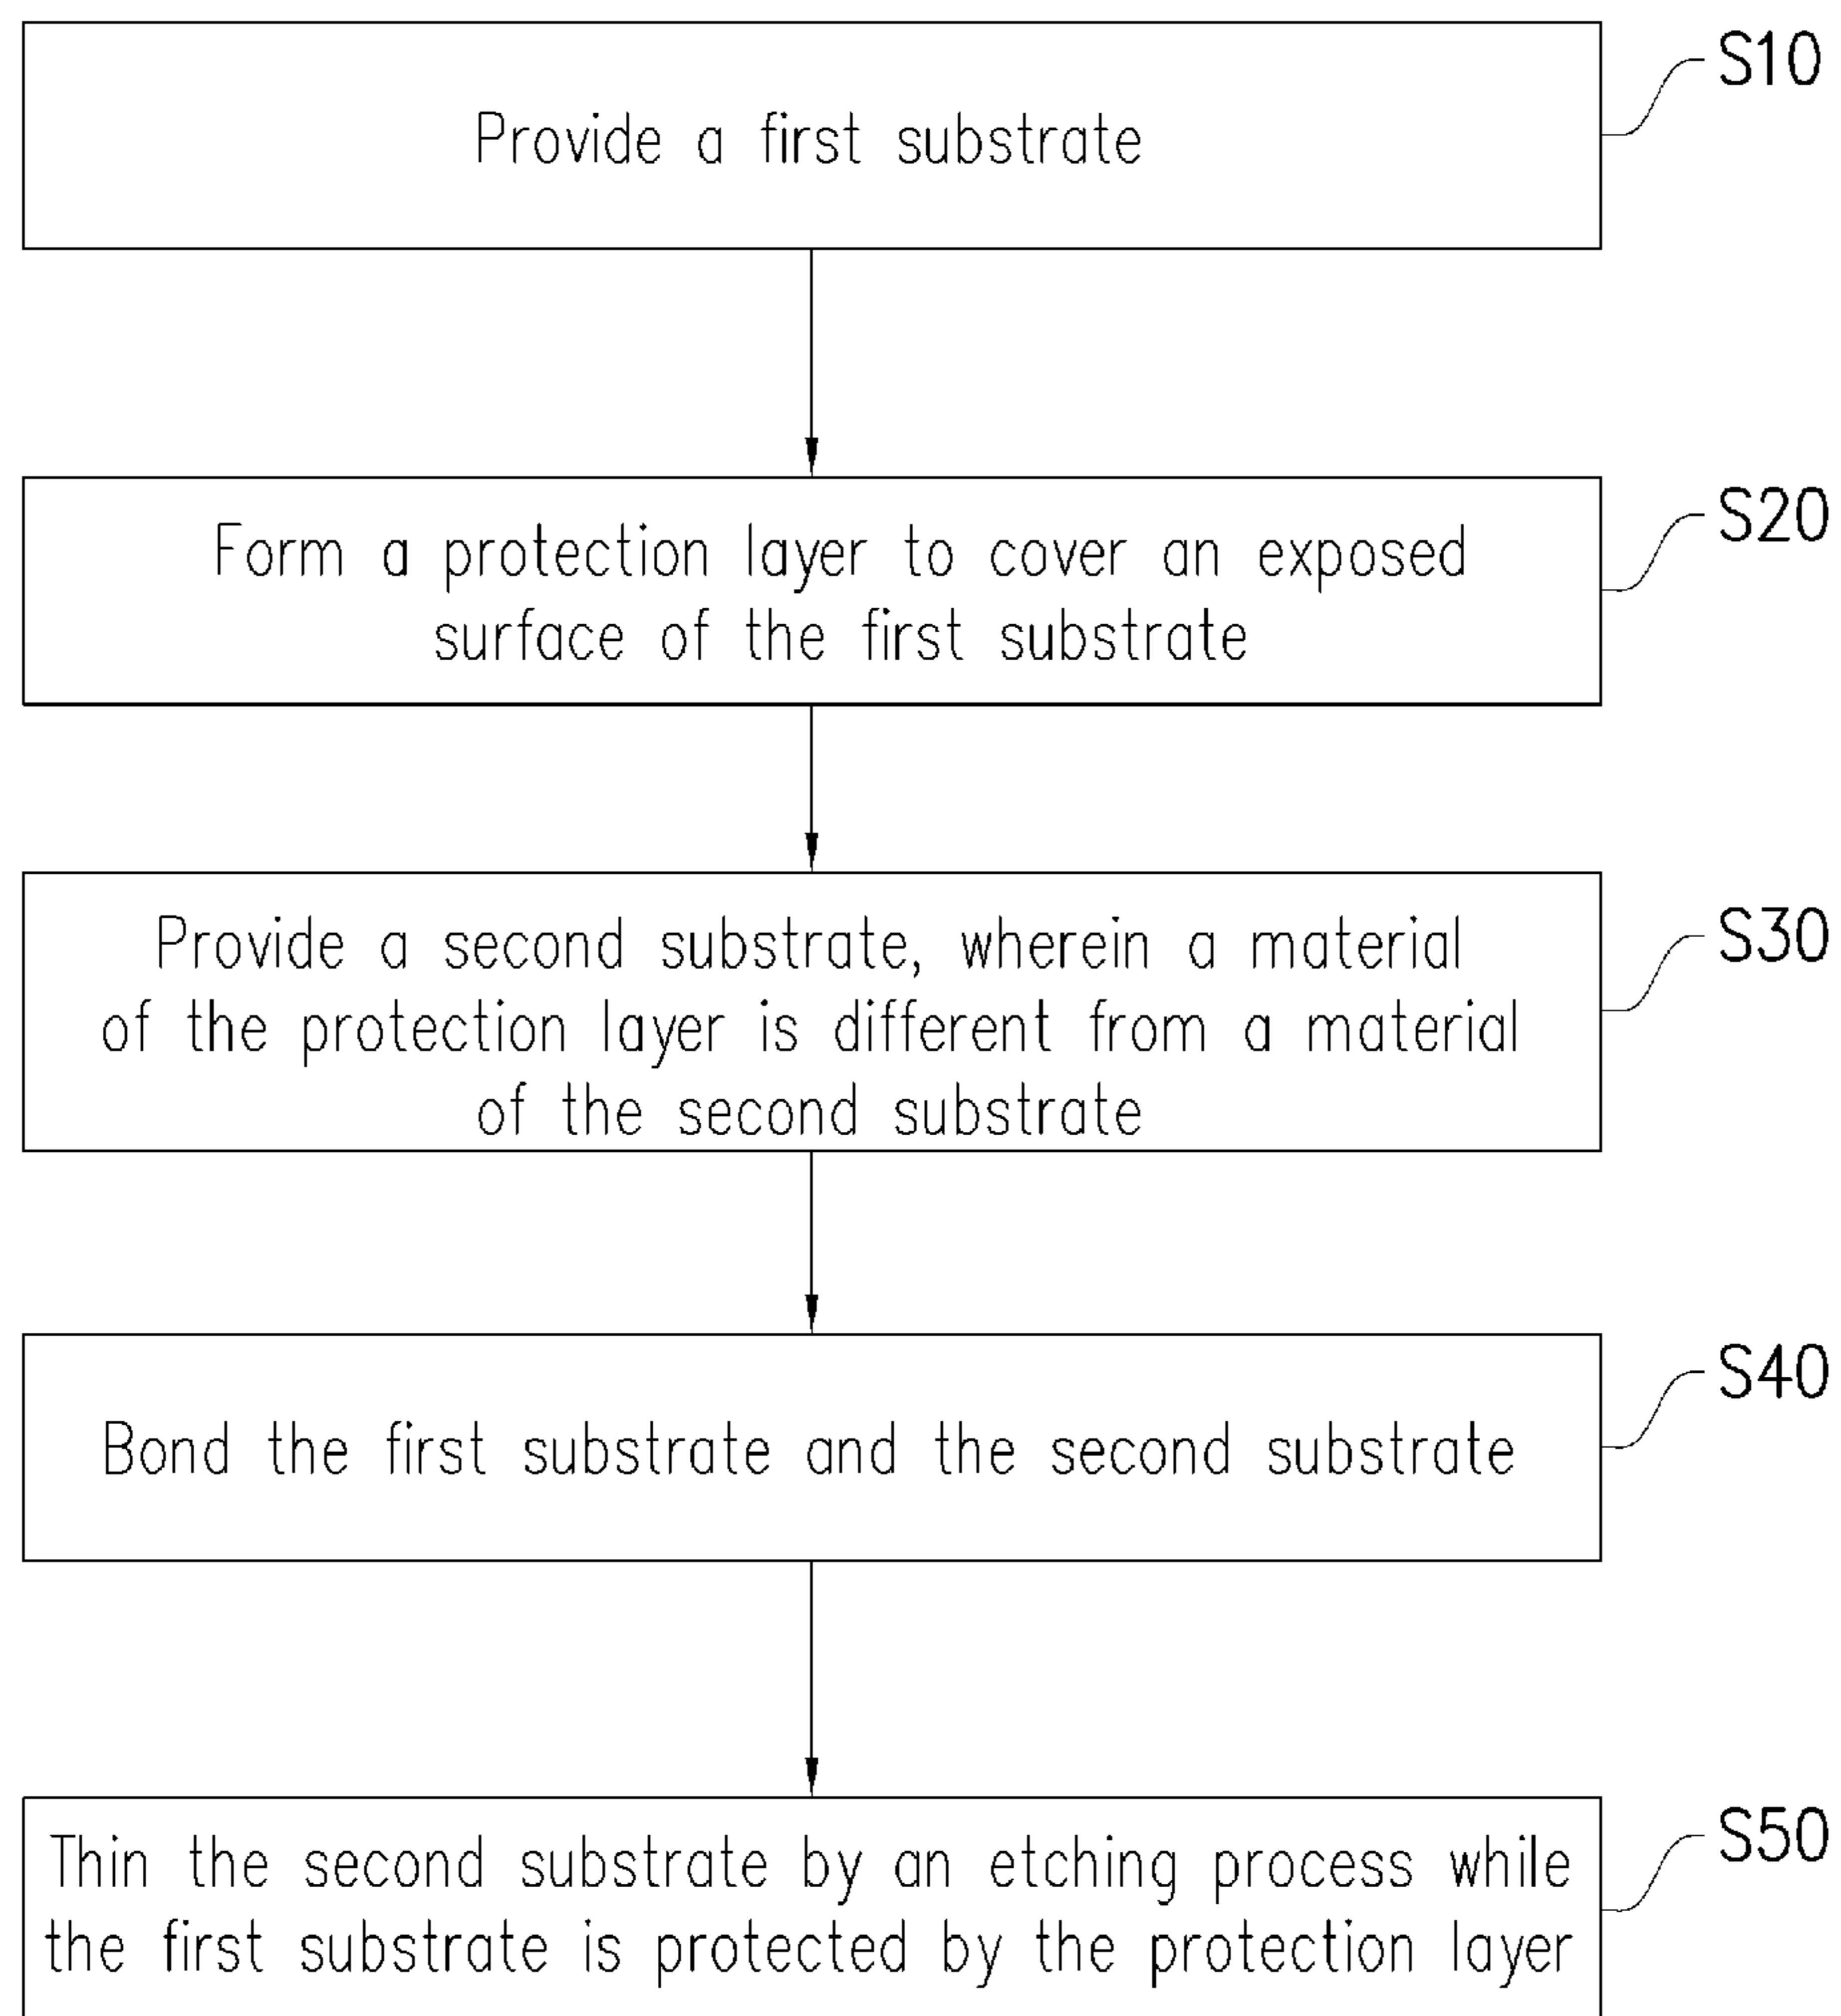 Provide a first substrate
S10
Form a protection layer to cover an exposed
surface of the first substrate
S20
Provide a second substrate, wherein a material
of the protection layer is different from a material
of the second substrate
S30
Bond the first substrate and the second substrate
S40
Thin the second substrate by an etching process while
the first substrate is protected by the protection layer
S50